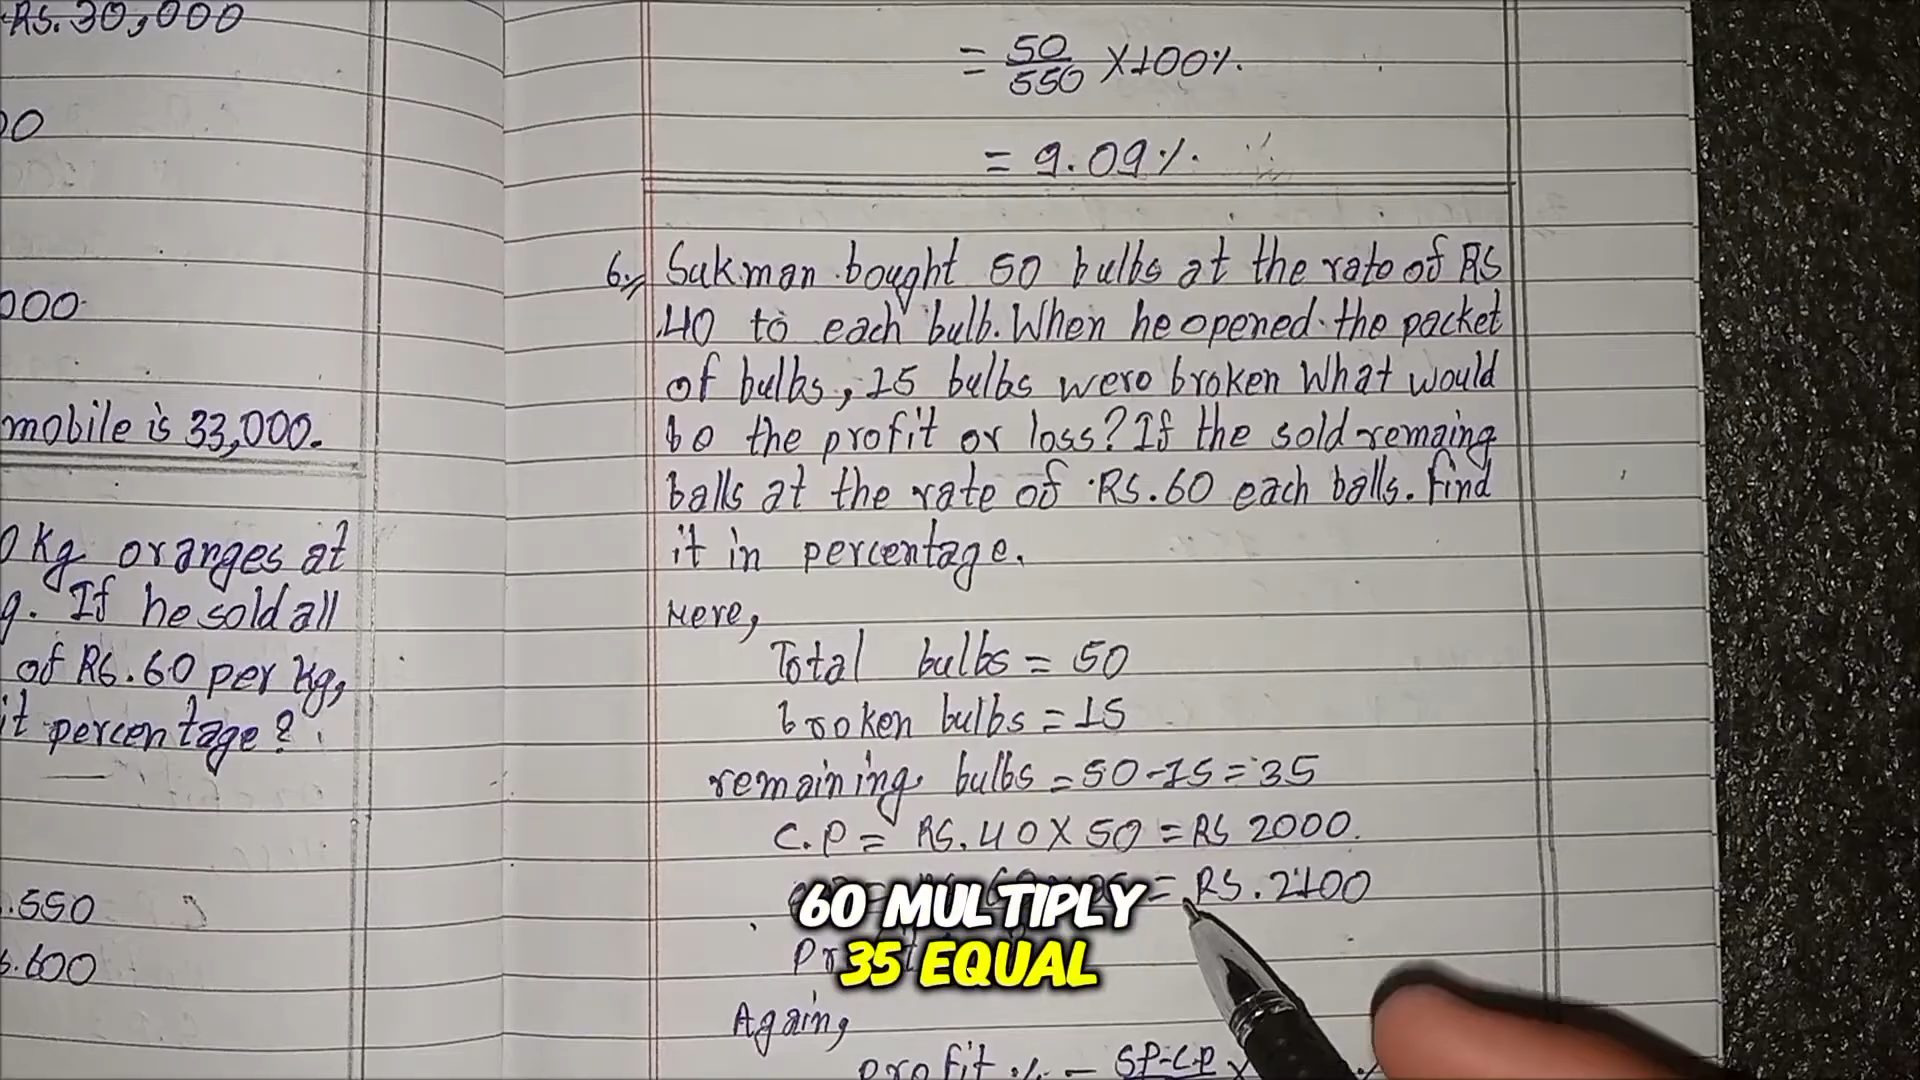 RS.30,000
00
000
mobile is 33,000.
0 Kg oranges at
g. If he sold all
of RS.60 per Kg,
it percentage?
.550
s.600
= 50/550 X100%.
= 9.09%.
6. Sukman bought 50 bulbs at the rate of RS
40 to each bulb. When he opened the packet
of bulbs, 15 bulbs were broken What would
be the profit or loss? If the sold remaing
balls at the rate of RS.60 each balls. Find
it in percentage.
Here,
Total bulbs = 50
brooken bulbs = 15
remaining bulbs = 50-15 = 35
C.P = RS.40X50 = RS 2000.
= RS.2100
60 MULTIPLY
35 EQUAL
Again,
profit % = SP-CP X